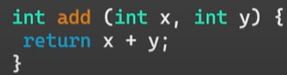 int add (int x, int y) {
 return x + y;
}